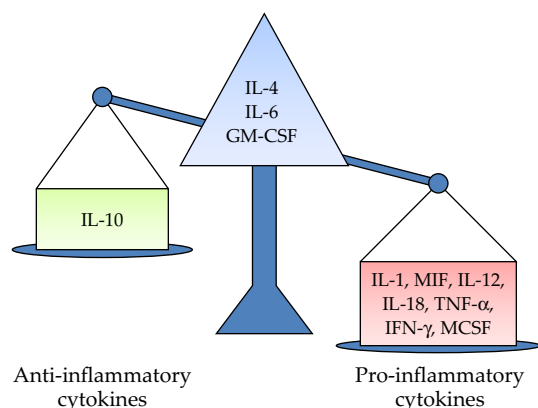 IL-4
IL-6
GM-CSF
IL-10
IL-1, MIF, IL-12,
IL-18, TNF-α,
IFN-γ, MCSF
Anti-inflammatory
cytokines
Pro-inflammatory
cytokines